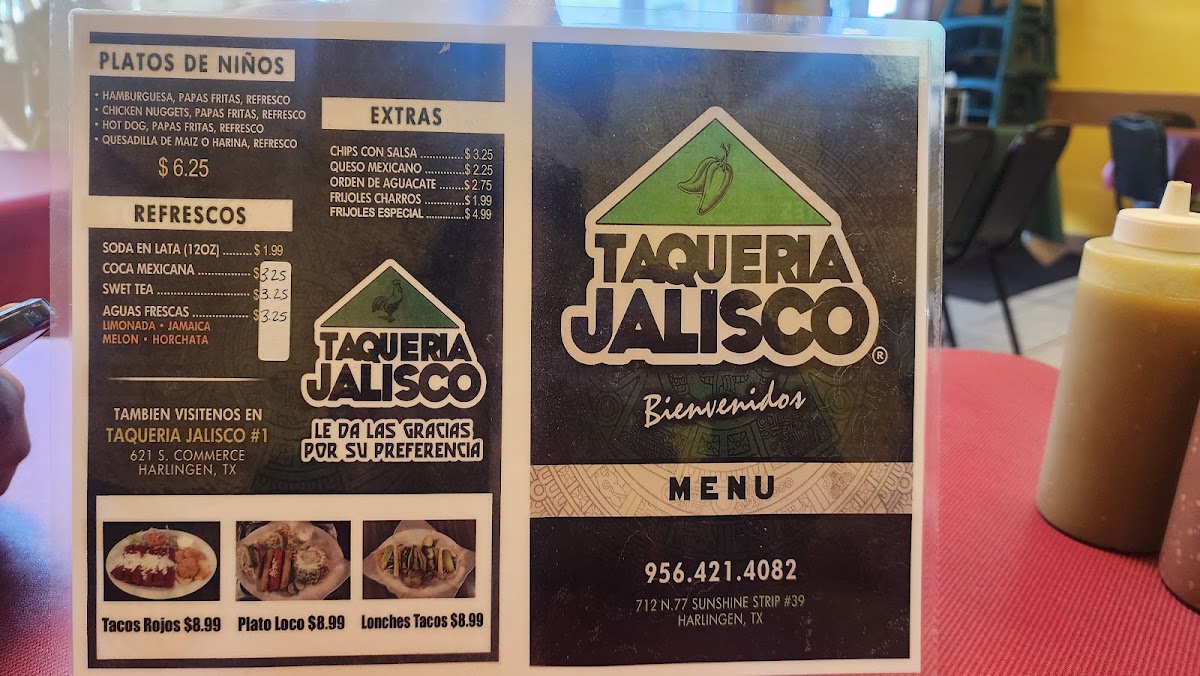 PLATOS DE NIÑOS
• HAMBURGUESA, PAPAS FRITAS, REFRESCO
• CHICKEN NUGGETS, PAPAS FRITAS, REFRESCO
• HOT DOG, PAPAS FRITAS, REFRESCO
• QUESADILLA DE MAIZ O HARINA, REFRESCO
$6.25
REFRESCOS
SODA EN LATA (12OZ) ......... $1.99
COCA MEXICANA ................ $3.25
SWET TEA .......................... $3.25
AGUAS FRESCAS ................ $3.25
LIMONADA • JAMAICA
MELON • HORCHATA
TAMBIEN VISITENOS EN
TAQUERIA JALISCO #1
621 S. COMMERCE
HARLINGEN, TX
EXTRAS
CHIPS CON SALSA ............ $3.25
QUESO MEXICANO ........... $2.25
ORDEN DE AGUACATE ....... $2.75
FRIJOLES CHARROS ........... $1.99
FRIJOLES ESPECIAL ............ $4.99
TAQUERIA
JALISCO
LE DA LAS GRACIAS
POR SU PREFERENCIA
Tacos Rojos $8.99
Plato Loco $8.99
Lonches Tacos $8.99
TAQUERIA
JALISCO®
Bienvenidos
MENU
956.421.4082
712 N.77 SUNSHINE STRIP #39
HARLINGEN, TX